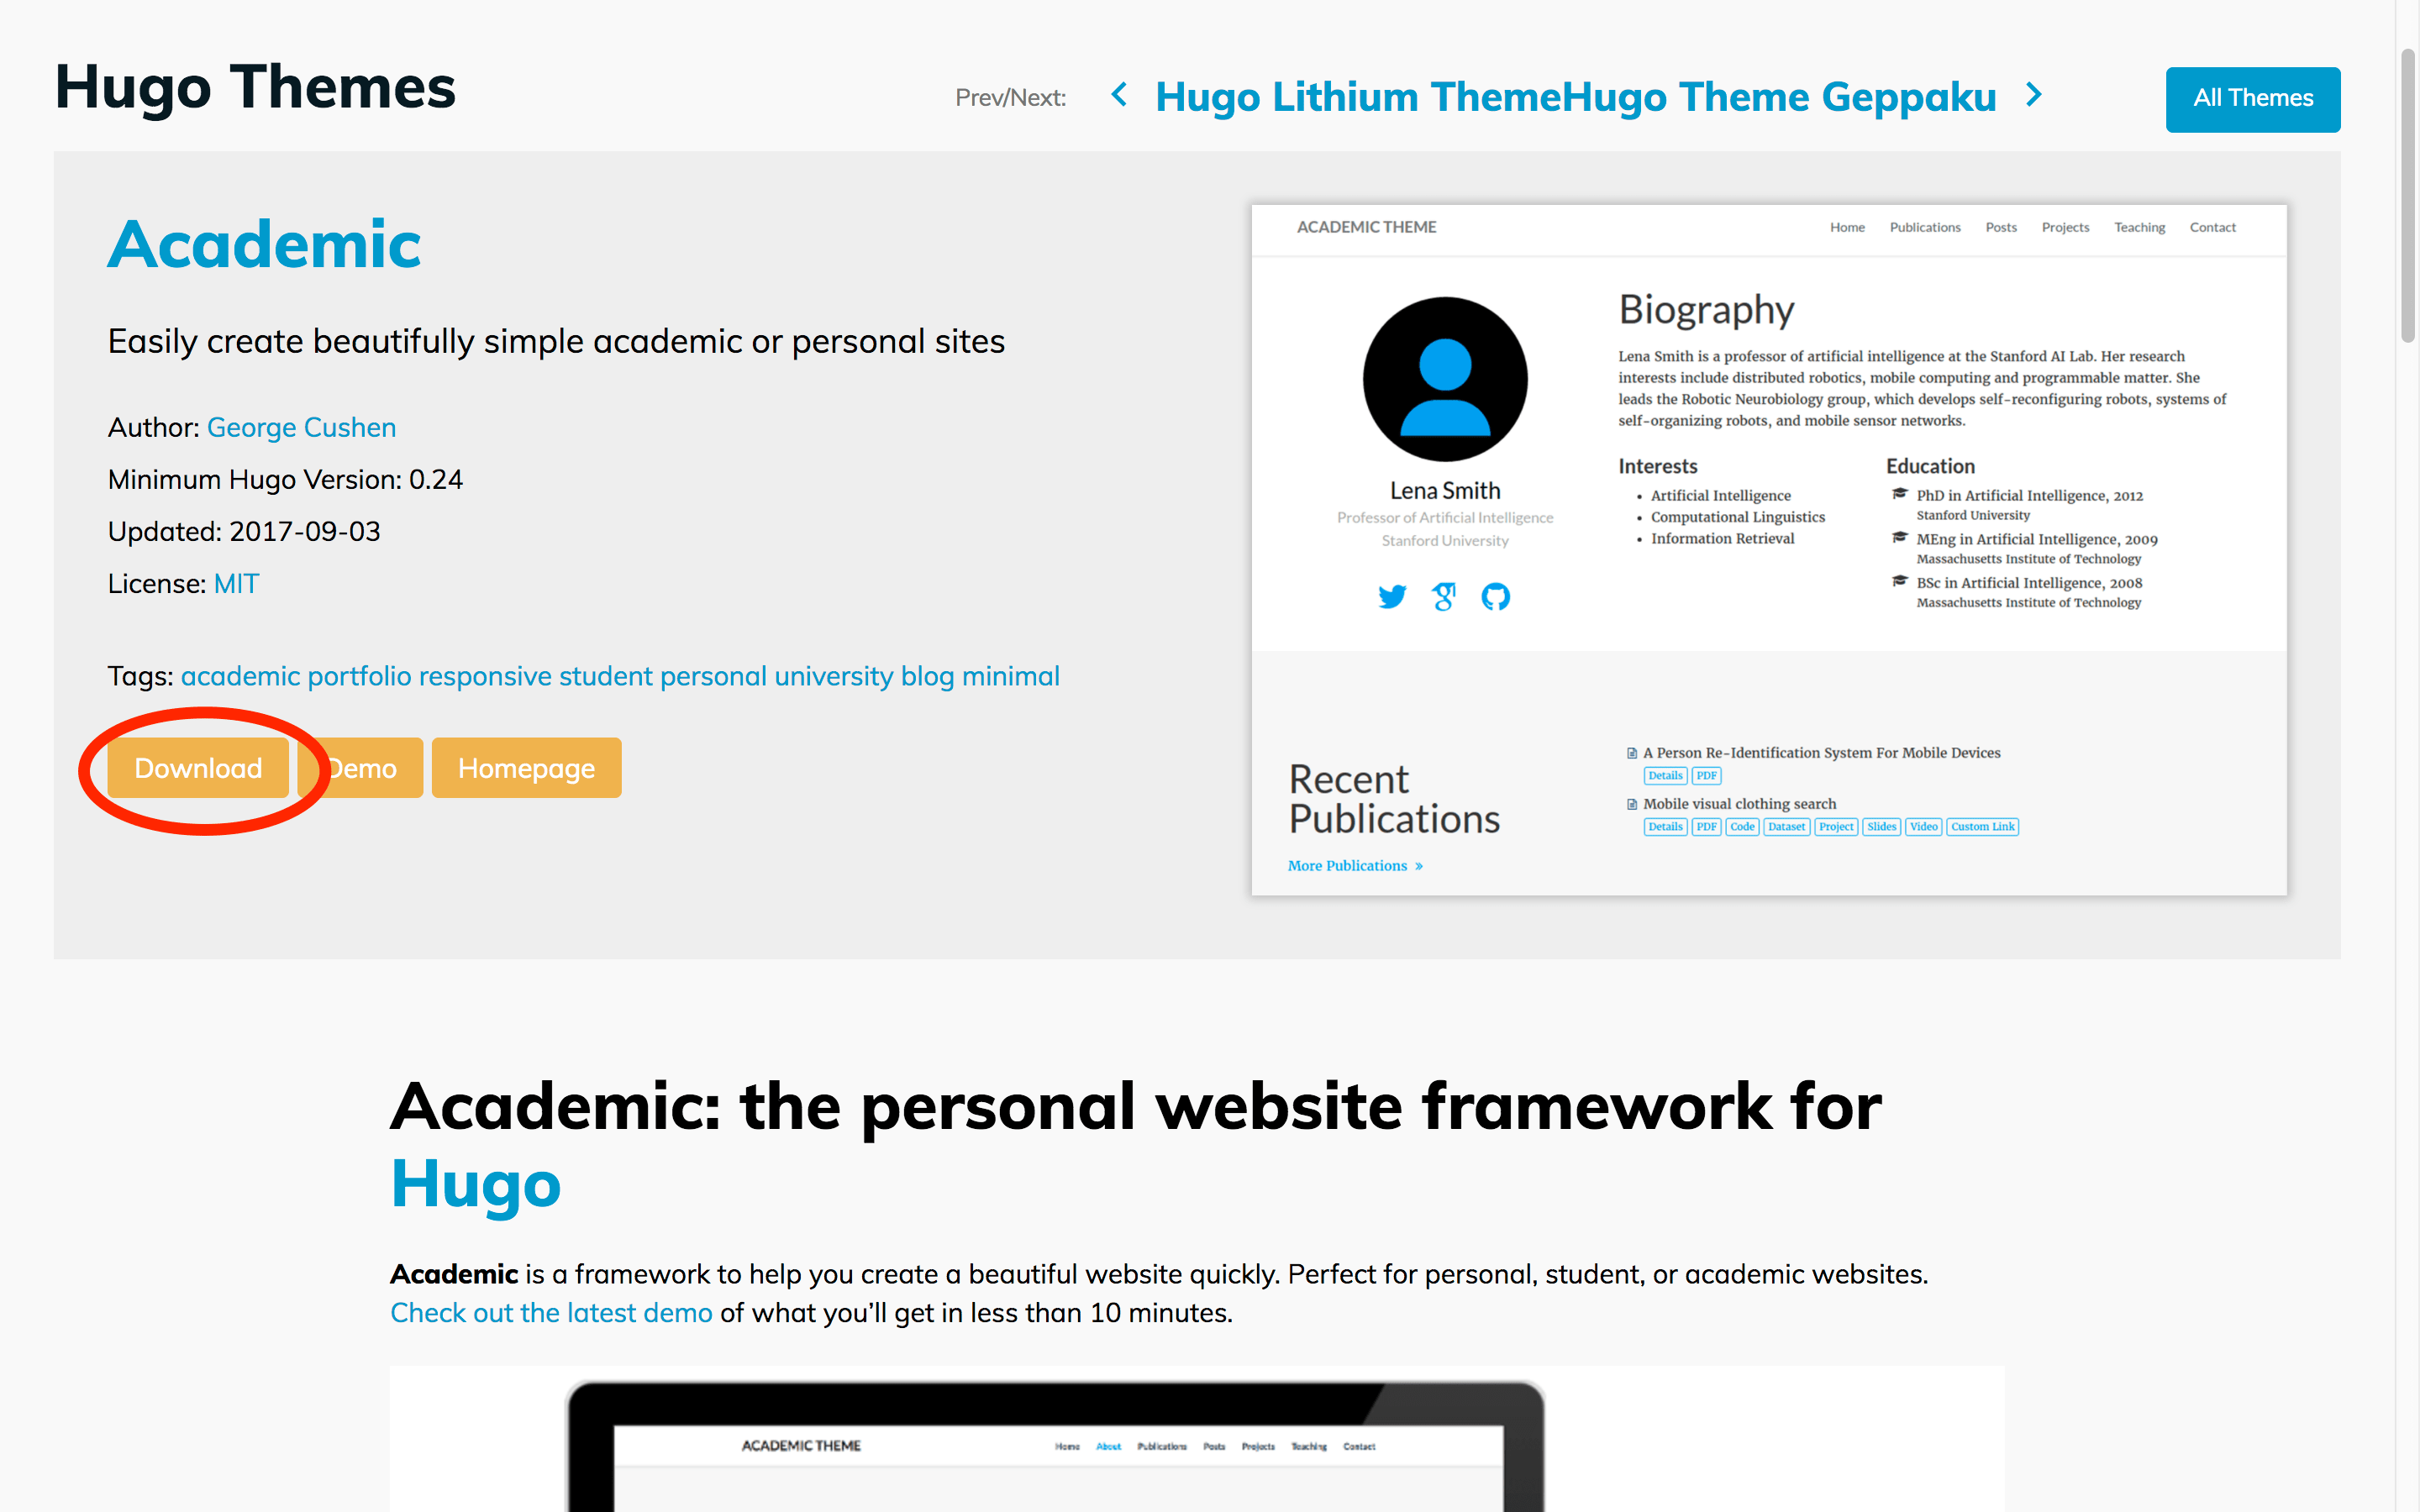 Hugo Themes
Prev/Next: Hugo Lithium ThemeHugo Theme Geppaku
All Themes
Academic
Easily create beautifully simple academic or personal sites
Author: George Cushen
Minimum Hugo Version: 0.24
Updated: 2017-09-03
License: MIT
Tags: academic portfolio responsive student personal university blog minimal
Download Demo Homepage
ACADEMIC THEME
Home Publications Posts Projects Teaching Contact
Lena Smith
Professor of Artificial Intelligence
Stanford University
Biography
Lena Smith is a professor of artificial intelligence at the Stanford AI Lab. Her research
interests include distributed robotics, mobile computing and programmable matter. She
leads the Robotic Neurobiology group, which develops self-reconfiguring robots, systems of
self-organizing robots, and mobile sensor networks.
Interests
• Artificial Intelligence
• Computational Linguistics
• Information Retrieval
Education
PhD in Artificial Intelligence, 2012
Stanford University
MEng in Artificial Intelligence, 2009
Massachusetts Institute of Technology
BSc in Artificial Intelligence, 2008
Massachusetts Institute of Technology
Recent
Publications
More Publications »
A Person Re-Identification System For Mobile Devices
Details PDF
Mobile visual clothing search
Details PDF Code Dataset Project Slides Video Custom Link
Academic: the personal website framework for
Hugo
Academic is a framework to help you create a beautiful website quickly. Perfect for personal, student, or academic websites.
Check out the latest demo of what you’ll get in less than 10 minutes.
ACADEMIC THEME
Home About Publications Posts Projects Teaching Contact